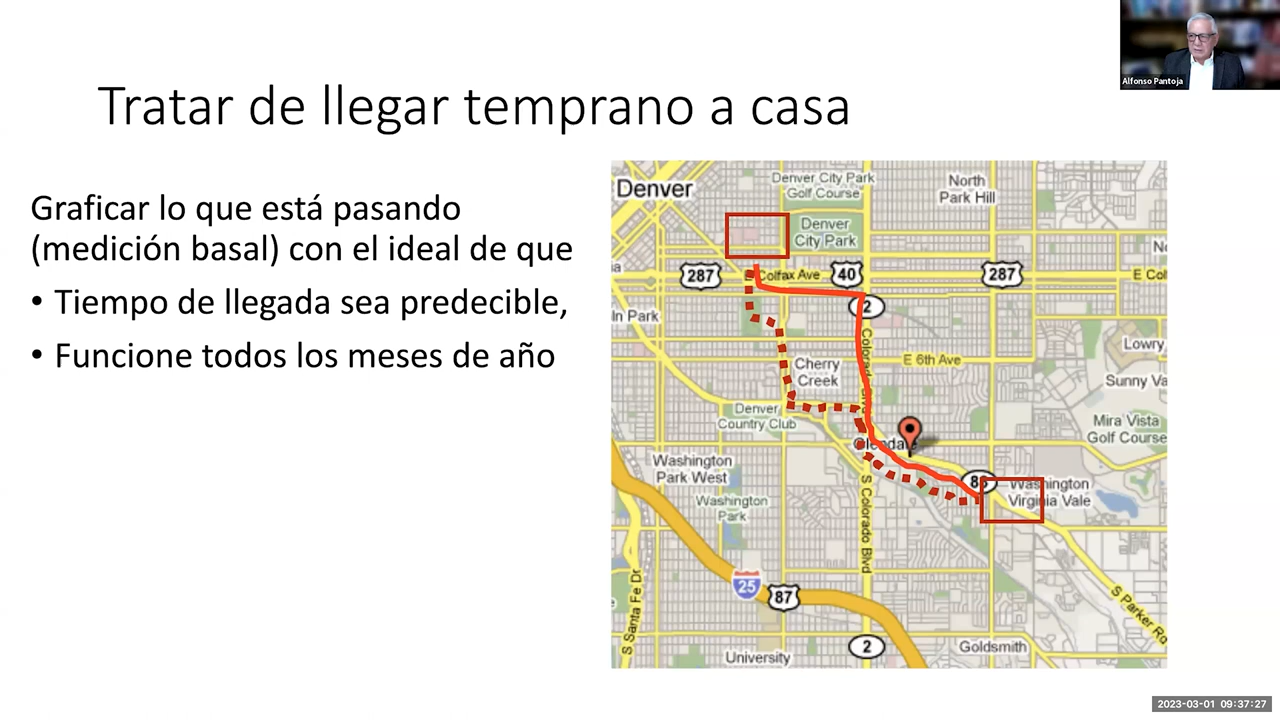 Alfonso Pantoja
Tratar de llegar temprano a casa
Graficar lo que está pasando
(medición basal) con el ideal de que
• Tiempo de llegada sea predecible,
• Funcione todos los meses de año
Denver
Denver City Park
Golf Course
North
Park Hill
Denver
City Park
287
E Colfax Ave
40
287
E Col
2
ln Park
E 6th Ave
Lowry
Cherry
Creek
Sunny Va
Denver
Country Club
Mira Vista
Golf Course
Glendale
Washington
Park West
Washington
Virginia Vale
Washington
Park
S Colorado Blvd
25
87
S Santa Fe Dr
S Parker Rd
2
Goldsmith
University
2023-03-01 09:37:27